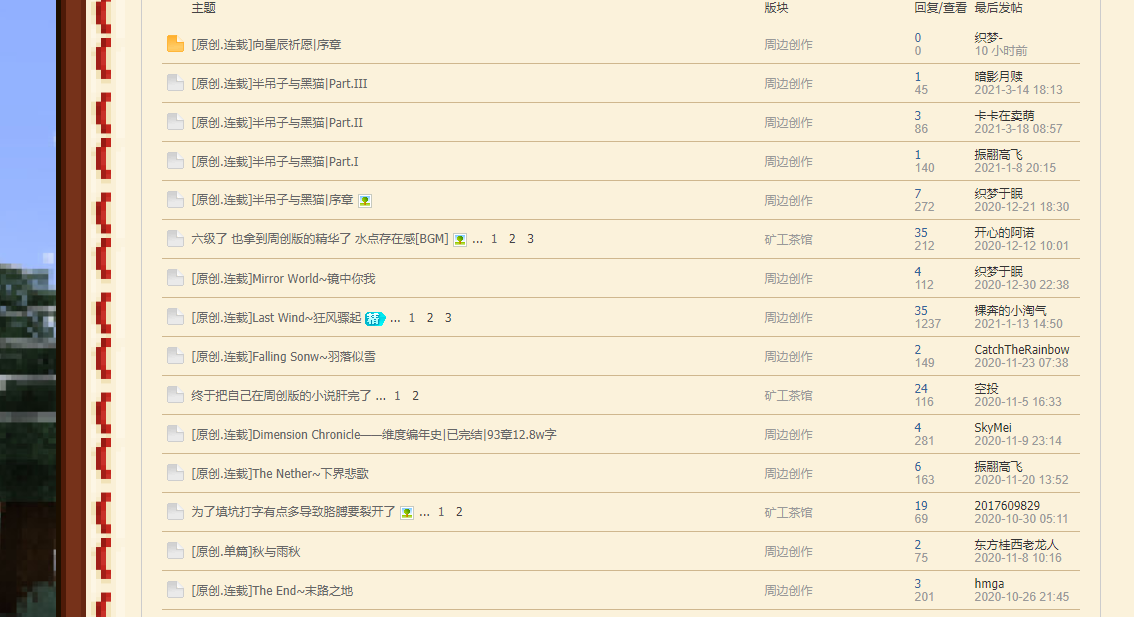 主题 版块 回复/查看 最后发帖
[原创.连载]向星辰祈愿|序章 周边创作 0 织梦-
0 10 小时前
[原创.连载]半吊子与黑猫|Part.III 周边创作 1 暗影月赎
45 2021-3-14 18:13
[原创.连载]半吊子与黑猫|Part.II 周边创作 3 卡卡在卖萌
86 2021-3-18 08:57
[原创.连载]半吊子与黑猫|Part.I 周边创作 1 振翮高飞
140 2021-1-8 20:15
[原创.连载]半吊子与黑猫|序章 周边创作 7 织梦于眠
272 2020-12-21 18:30
六级了 也拿到周创版的精华了 水点存在感[BGM] ... 1 2 3 矿工茶馆 35 开心的阿诺
212 2020-12-12 10:01
[原创.连载]Mirror World~镜中你我 周边创作 4 织梦于眠
112 2020-12-30 22:38
[原创.连载]Last Wind~狂风骤起 精 ... 1 2 3 周边创作 35 裸奔的小淘气
1237 2021-1-13 14:50
[原创.连载]Falling Sonw~羽落似雪 周边创作 2 CatchTheRainbow
149 2020-11-23 07:38
终于把自己在周创版的小说肝完了 ... 1 2 矿工茶馆 24 空投
116 2020-11-5 16:33
[原创.连载]Dimension Chronicle——维度编年史|已完结|93章12.8w字 周边创作 4 SkyMei
281 2020-11-9 23:14
[原创.连载]The Nether~下界悲歌 周边创作 6 振翮高飞
163 2020-11-20 13:52
为了填坑打字有点多导致胳膊要裂开了 ... 1 2 矿工茶馆 19 2017609829
69 2020-10-30 05:11
[原创.单篇]秋与雨秋 周边创作 2 东方桂西老龙人
75 2020-11-8 10:16
[原创.连载]The End~末路之地 周边创作 3 hmga
201 2020-10-26 21:45